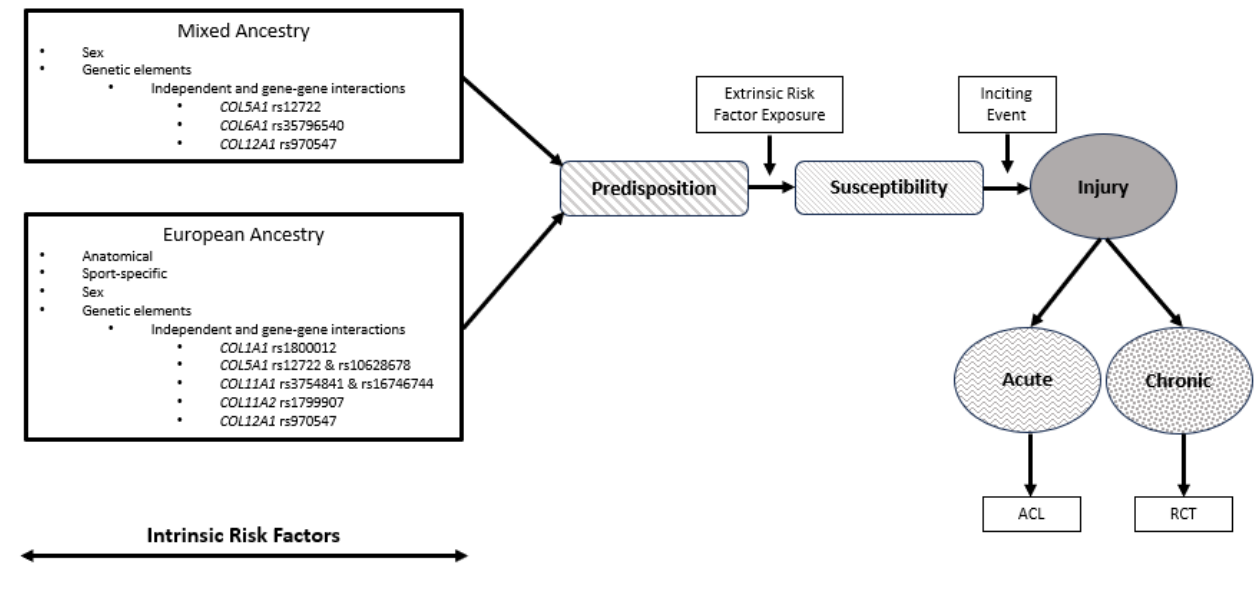 Mixed Ancestry
• Sex
• Genetic elements
• Independent and gene-gene interactions
• COL5A1 rs12722
• COL6A1 rs35796540
• COL12A1 rs970547
European Ancestry
• Anatomical
• Sport-specific
• Sex
• Genetic elements
• Independent and gene-gene interactions
• COL1A1 rs1800012
• COL5A1 rs12722 & rs10628678
• COL11A1 rs3754841 & rs16746744
• COL11A2 rs1799907
• COL12A1 rs970547
Intrinsic Risk Factors
Predisposition
Extrinsic Risk
Factor Exposure
Susceptibility
Inciting
Event
Injury
Acute
Chronic
ACL
RCT